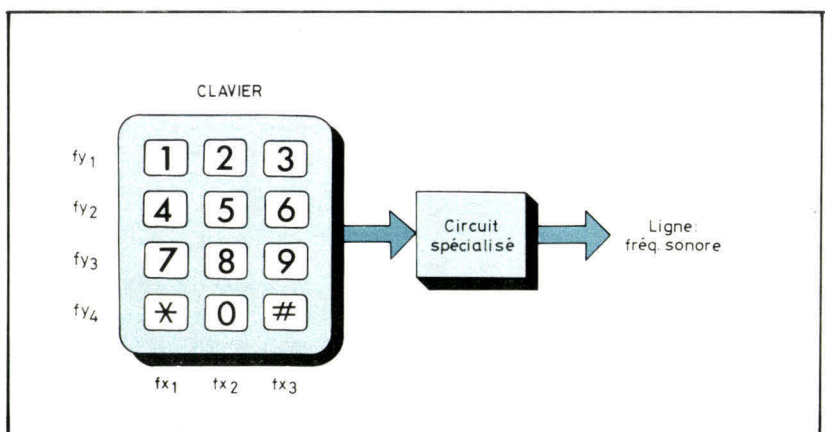 CLAVIER
fy1 1 2 3
fy2 4 5 6
fy3 7 8 9
fy4 * 0 #
fx1 fx2 fx3
Circuit
spécialisé
Ligne:
fréq. sonore